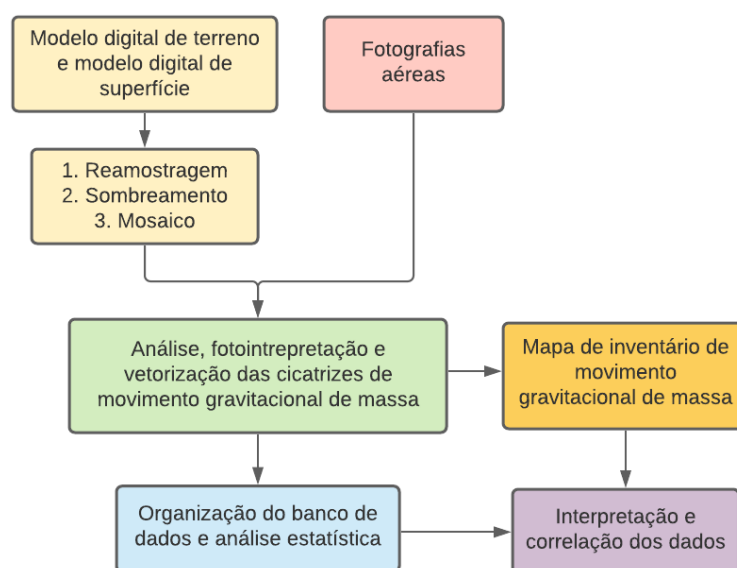 Modelo digital de terreno
e modelo digital de
superfície
Fotografias
aéreas
1. Reamostragem
2. Sombreamento
3. Mosaico
Análise, fotointrepretação e
vetorização das cicatrizes de
movimento gravitacional de massa
Mapa de inventário de
movimento
gravitacional de massa
Organização do banco de
dados e análise estatística
Interpretação e
correlação dos dados